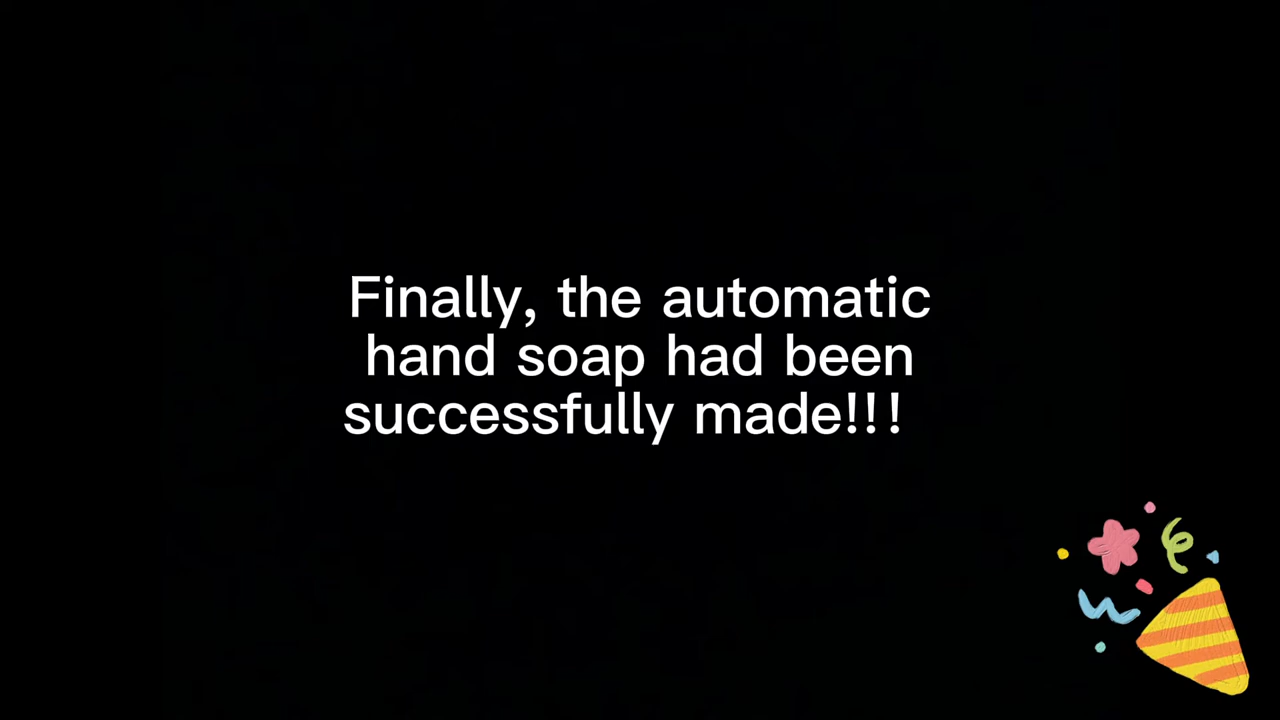 Finally, the automatic
hand soap had been
successfully made!!!